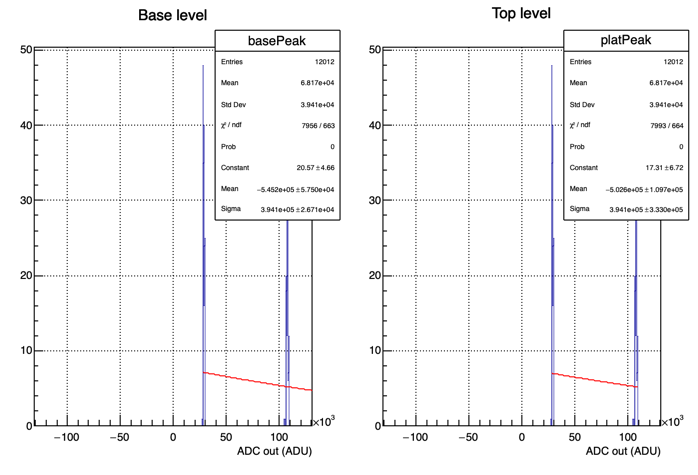 Base level
basePeak
Entries 12012
Mean 6.817e+04
Std Dev 3.941e+04
χ² / ndf 7956 / 663
Prob 0
Constant 20.57 ± 4.66
Mean −5.452e+05 ± 5.750e+04
Sigma 3.941e+05 ± 2.671e+04
50
40
30
20
10
0
−100 −50 0 50 100
×10³
ADC out (ADU)
Top level
platPeak
Entries 12012
Mean 6.817e+04
Std Dev 3.941e+04
χ² / ndf 7993 / 664
Prob 0
Constant 17.31 ± 6.72
Mean −5.026e+05 ± 1.097e+05
Sigma 3.941e+05 ± 3.330e+05
50
40
30
20
10
0
−100 −50 0 50 100
×10³
ADC out (ADU)